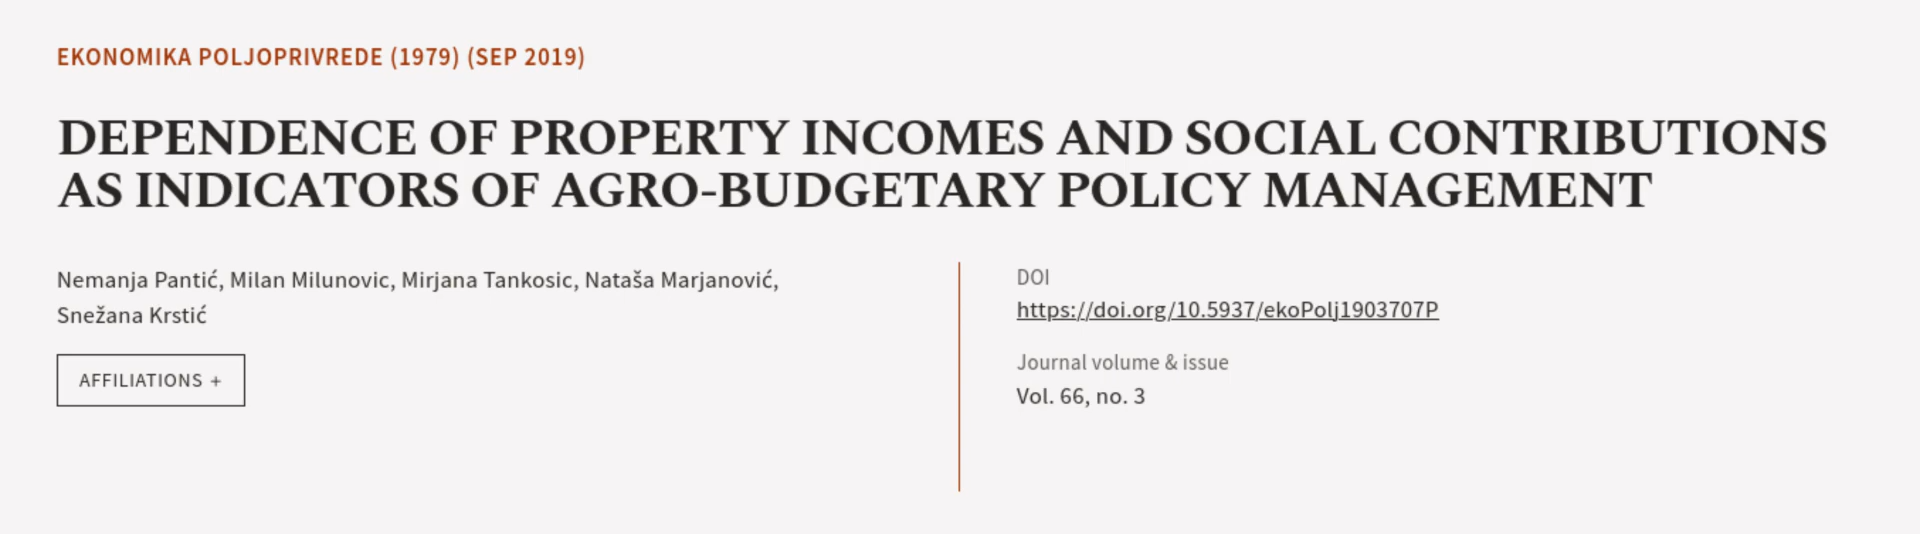 EKONOMIKA POLJOPRIVREDE (1979) (SEP 2019)
DEPENDENCE OF PROPERTY INCOMES AND SOCIAL CONTRIBUTIONS
AS INDICATORS OF AGRO-BUDGETARY POLICY MANAGEMENT
Nemanja Pantić, Milan Milunovic, Mirjana Tankosic, Nataša Marjanović,
Snežana Krstić
AFFILIATIONS +
DOI
https://doi.org/10.5937/ekoPolj1903707P
Journal volume & issue
Vol. 66, no. 3